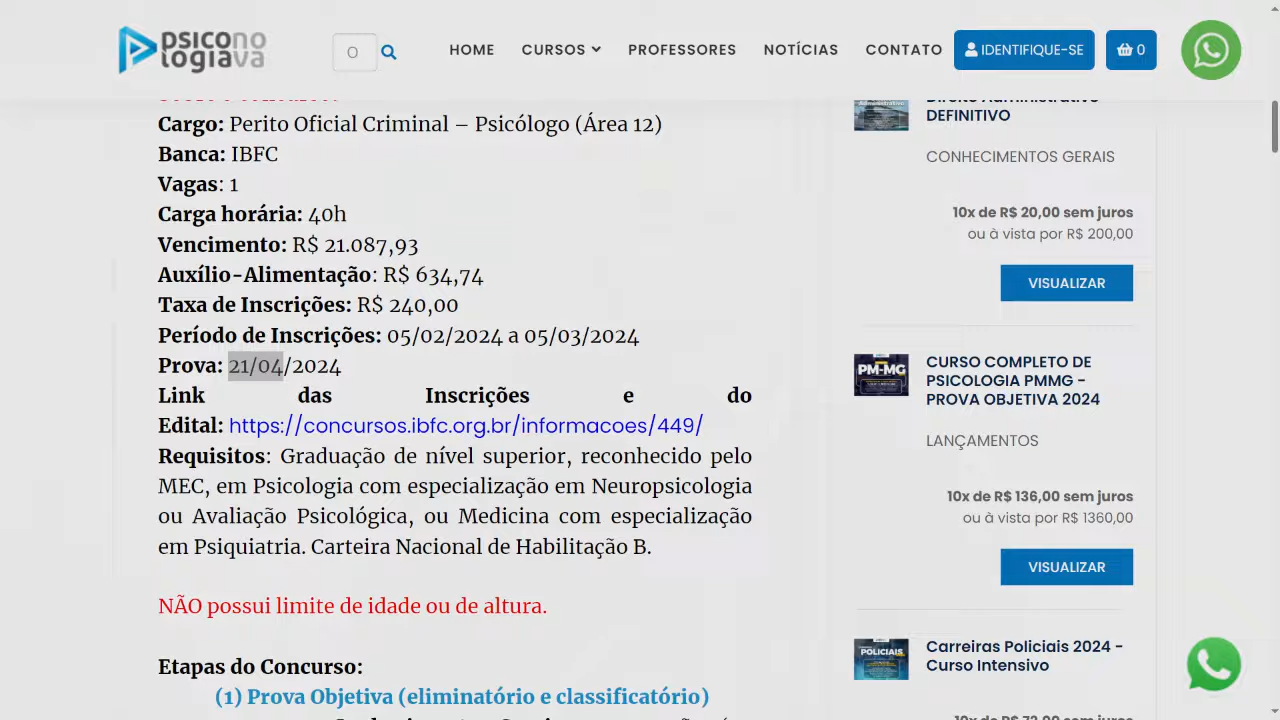 psicono
logiava
O
HOME
CURSOS
PROFESSORES
NOTÍCIAS
CONTATO
IDENTIFIQUE-SE
0
Cargo: Perito Oficial Criminal – Psicólogo (Área 12)
Banca: IBFC
Vagas: 1
Carga horária: 40h
Vencimento: R$ 21.087,93
Auxílio-Alimentação: R$ 634,74
Taxa de Inscrições: R$ 240,00
Período de Inscrições: 05/02/2024 a 05/03/2024
Prova: 21/04/2024
Link das Inscrições e do
Edital: https://concursos.ibfc.org.br/informacoes/449/
Requisitos: Graduação de nível superior, reconhecido pelo
MEC, em Psicologia com especialização em Neuropsicologia
ou Avaliação Psicológica, ou Medicina com especialização
em Psiquiatria. Carteira Nacional de Habilitação B.
NÃO possui limite de idade ou de altura.
Etapas do Concurso:
(1) Prova Objetiva (eliminatório e classificatório)
Direito Administrativo
DEFINITIVO
CONHECIMENTOS GERAIS
10x de R$ 20,00 sem juros
ou à vista por R$ 200,00
VISUALIZAR
PM-MG
CURSO COMPLETO DE
PSICOLOGIA PMMG -
PROVA OBJETIVA 2024
LANÇAMENTOS
10x de R$ 136,00 sem juros
ou à vista por R$ 1360,00
VISUALIZAR
POLICIAIS
Carreiras Policiais 2024 -
Curso Intensivo